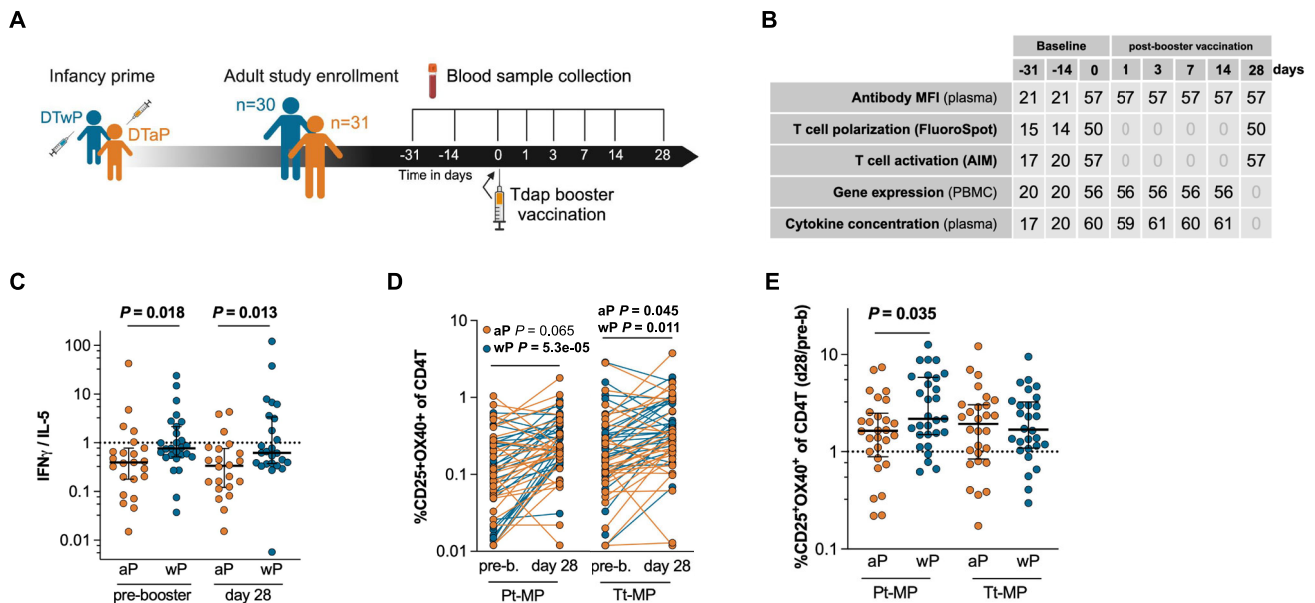 A
Infancy prime
DTwP
DTaP
Adult study enrollment
n=30
n=31
Blood sample collection
-31 -14 0 1 3 7 14 28
Time in days
Tdap booster
vaccination
B
Baseline post-booster vaccination
-31 -14 0 1 3 7 14 28 days
Antibody MFI (plasma) 21 21 57 57 57 57 57 57
T cell polarization (FluoroSpot) 15 14 50 0 0 0 0 50
T cell activation (AIM) 17 20 57 0 0 0 0 57
Gene expression (PBMC) 20 20 56 56 56 56 56 0
Cytokine concentration (plasma) 17 20 60 59 61 60 61 0
C
P = 0.018 P = 0.013
IFNγ / IL-5
100
10
1
0.1
0.01
aP wP aP wP
pre-booster day 28
D
aP P = 0.065
wP P = 5.3e-05
aP P = 0.045
wP P = 0.011
%CD25+OX40+ of CD4T
10
1
0.1
0.01
pre-b. day 28 pre-b. day 28
Pt-MP Tt-MP
E
P = 0.035
%CD25⁺OX40⁺ of CD4T (d28/pre-b)
10
1
0.1
aP wP aP wP
Pt-MP Tt-MP